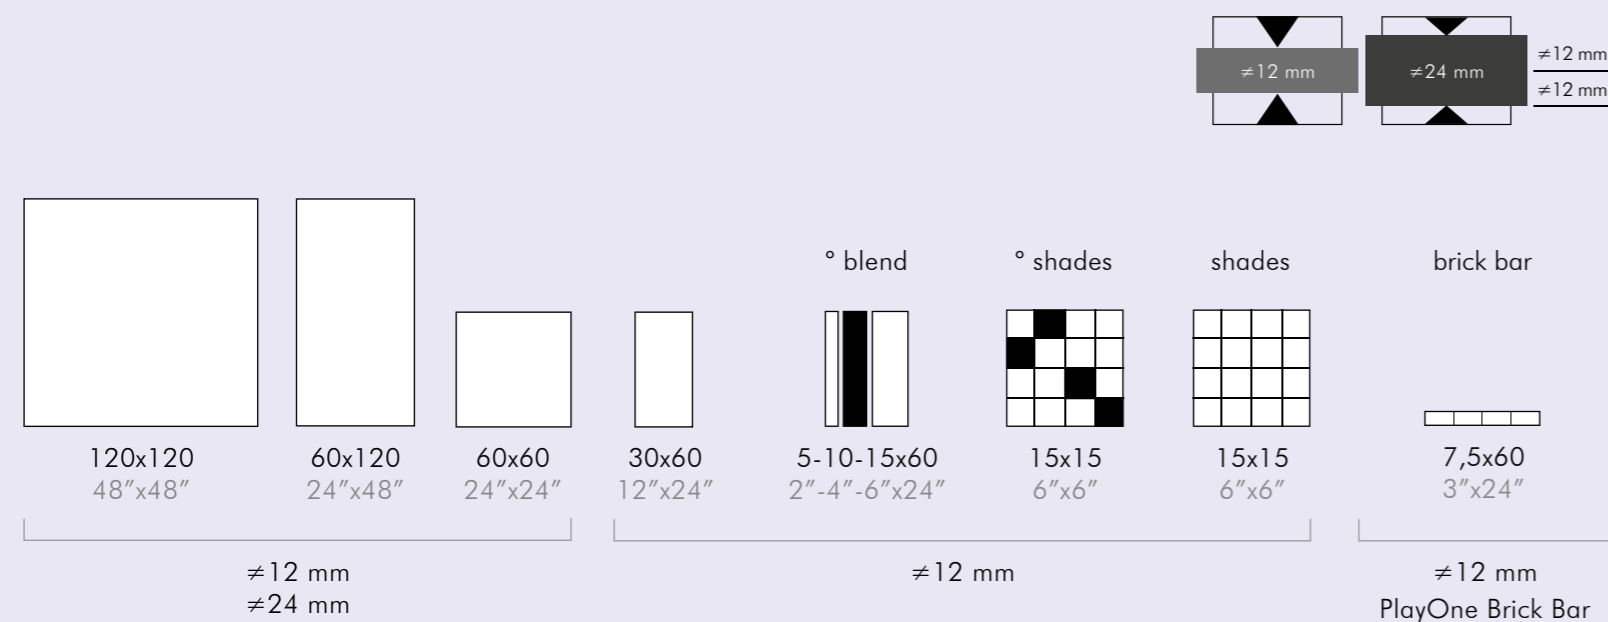 ≠12 mm
≠24 mm
≠12 mm
≠12 mm
° blend
° shades
shades
brick bar
120x120
48″x48″
60x120
24″x48″
60x60
24″x24″
30x60
12″x24″
5-10-15x60
2″-4″-6″x24″
15x15
6″x6″
15x15
6″x6″
7,5x60
3″x24″
≠12 mm
≠24 mm
≠12 mm
≠12 mm
PlayOne Brick Bar